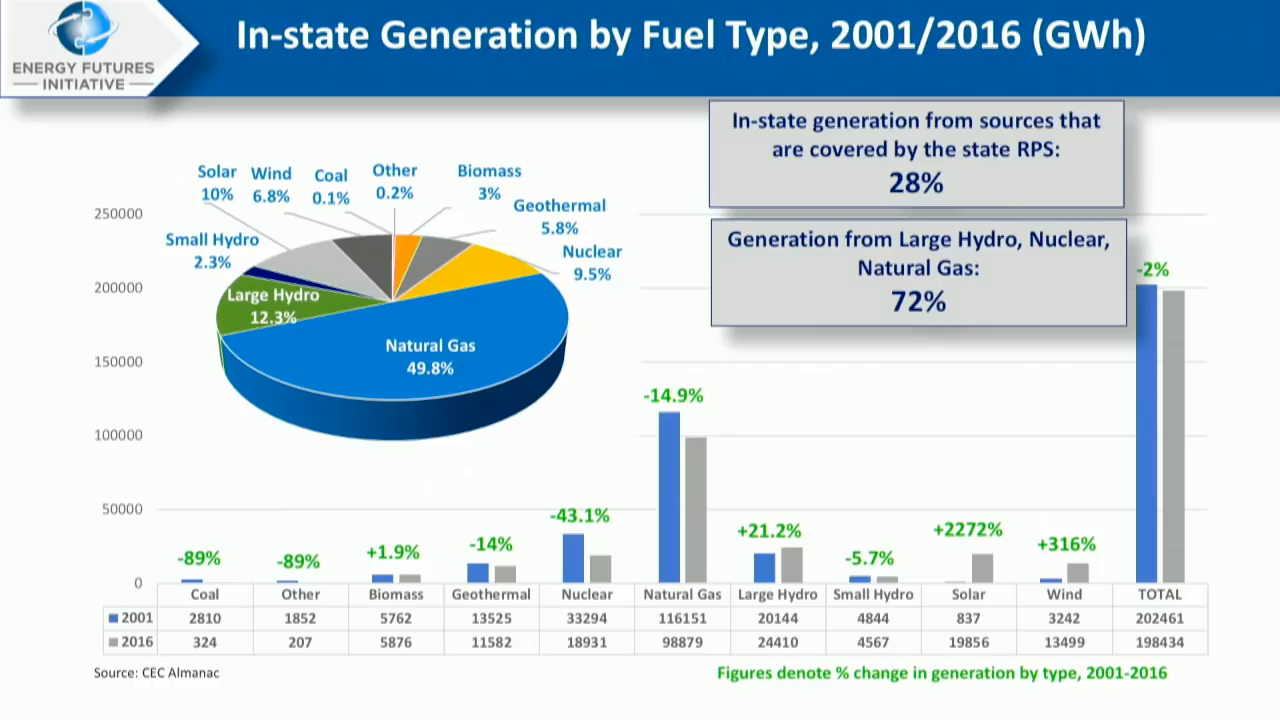 In-state Generation by Fuel Type, 2001/2016 (GWh)
ENERGY FUTURES
INITIATIVE
In-state generation from sources that
are covered by the state RPS:
28%
Generation from Large Hydro, Nuclear,
Natural Gas:
72%
Solar
10%
Wind
6.8%
Coal
0.1%
Other
0.2%
Biomass
3%
Geothermal
5.8%
Nuclear
9.5%
Small Hydro
2.3%
Large Hydro
12.3%
Natural Gas
49.8%
250000
200000
150000
100000
50000
0
-89%
-89%
+1.9%
-14%
-43.1%
-14.9%
+21.2%
-5.7%
+2272%
+316%
-2%
Coal Other Biomass Geothermal Nuclear Natural Gas Large Hydro Small Hydro Solar Wind TOTAL
2001 2810 1852 5762 13525 33294 116151 20144 4844 837 3242 202461
2016 324 207 5876 11582 18931 98879 24410 4567 19856 13499 198434
Source: CEC Almanac
Figures denote % change in generation by type, 2001-2016